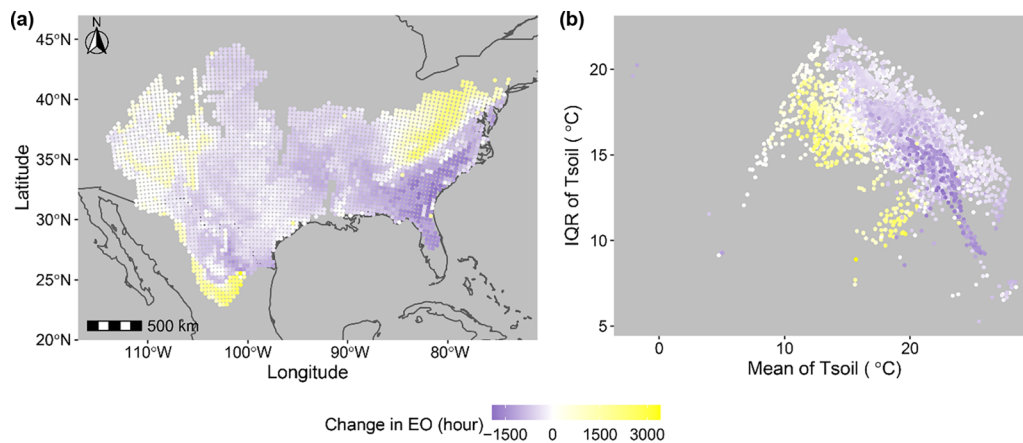 (a)
N
45°N
40°N
35°N
30°N
25°N
20°N
Latitude
500 km
110°W 100°W 90°W 80°W
Longitude
(b)
20
15
10
5
IQR of Tsoil ( °C)
0 10 20
Mean of Tsoil ( °C)
Change in EO (hour)
−1500 0 1500 3000